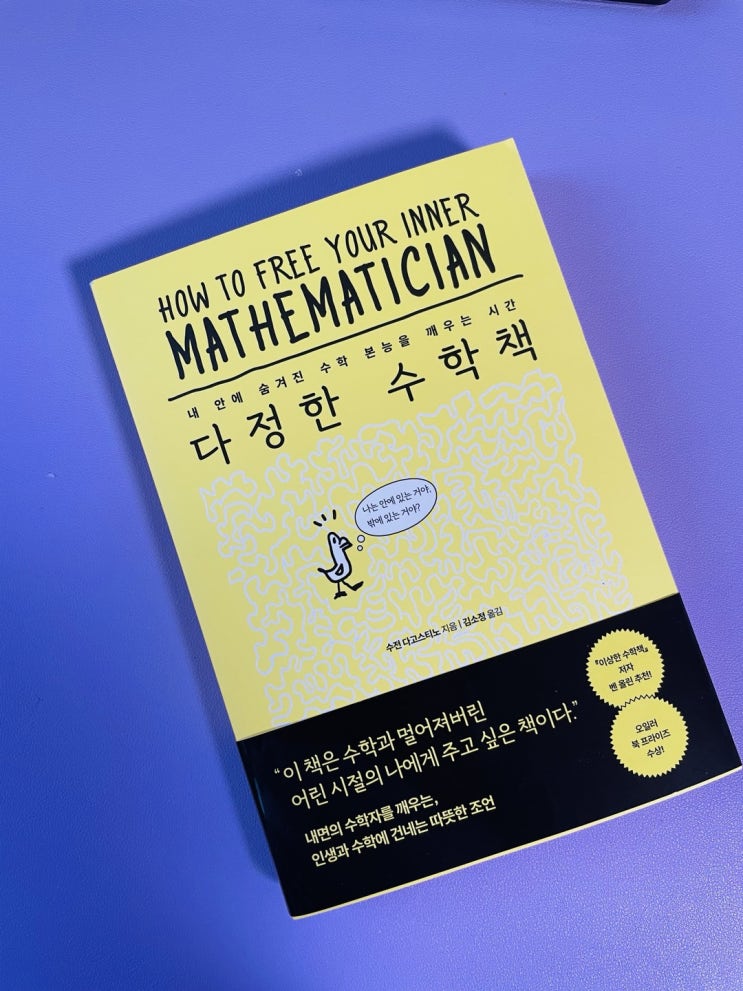 HOW TO FREE YOUR INNER
MATHEMATICIAN
내 안에 숨겨진 수학 본능을 깨우는 시간
다정한 수학책
나는 안에 있는 거야,
밖에 있는 거야?
수전 다고스티노 지음 | 김소정 옮김
『이상한 수학책』
저자
벤 올린 추천!
오일러
북 프라이즈
수상!
“이 책은 수학과 멀어져버린
어린 시절의 나에게 주고 싶은 책이다.”
내면의 수학자를 깨우는,
인생과 수학에 건네는 따뜻한 조언